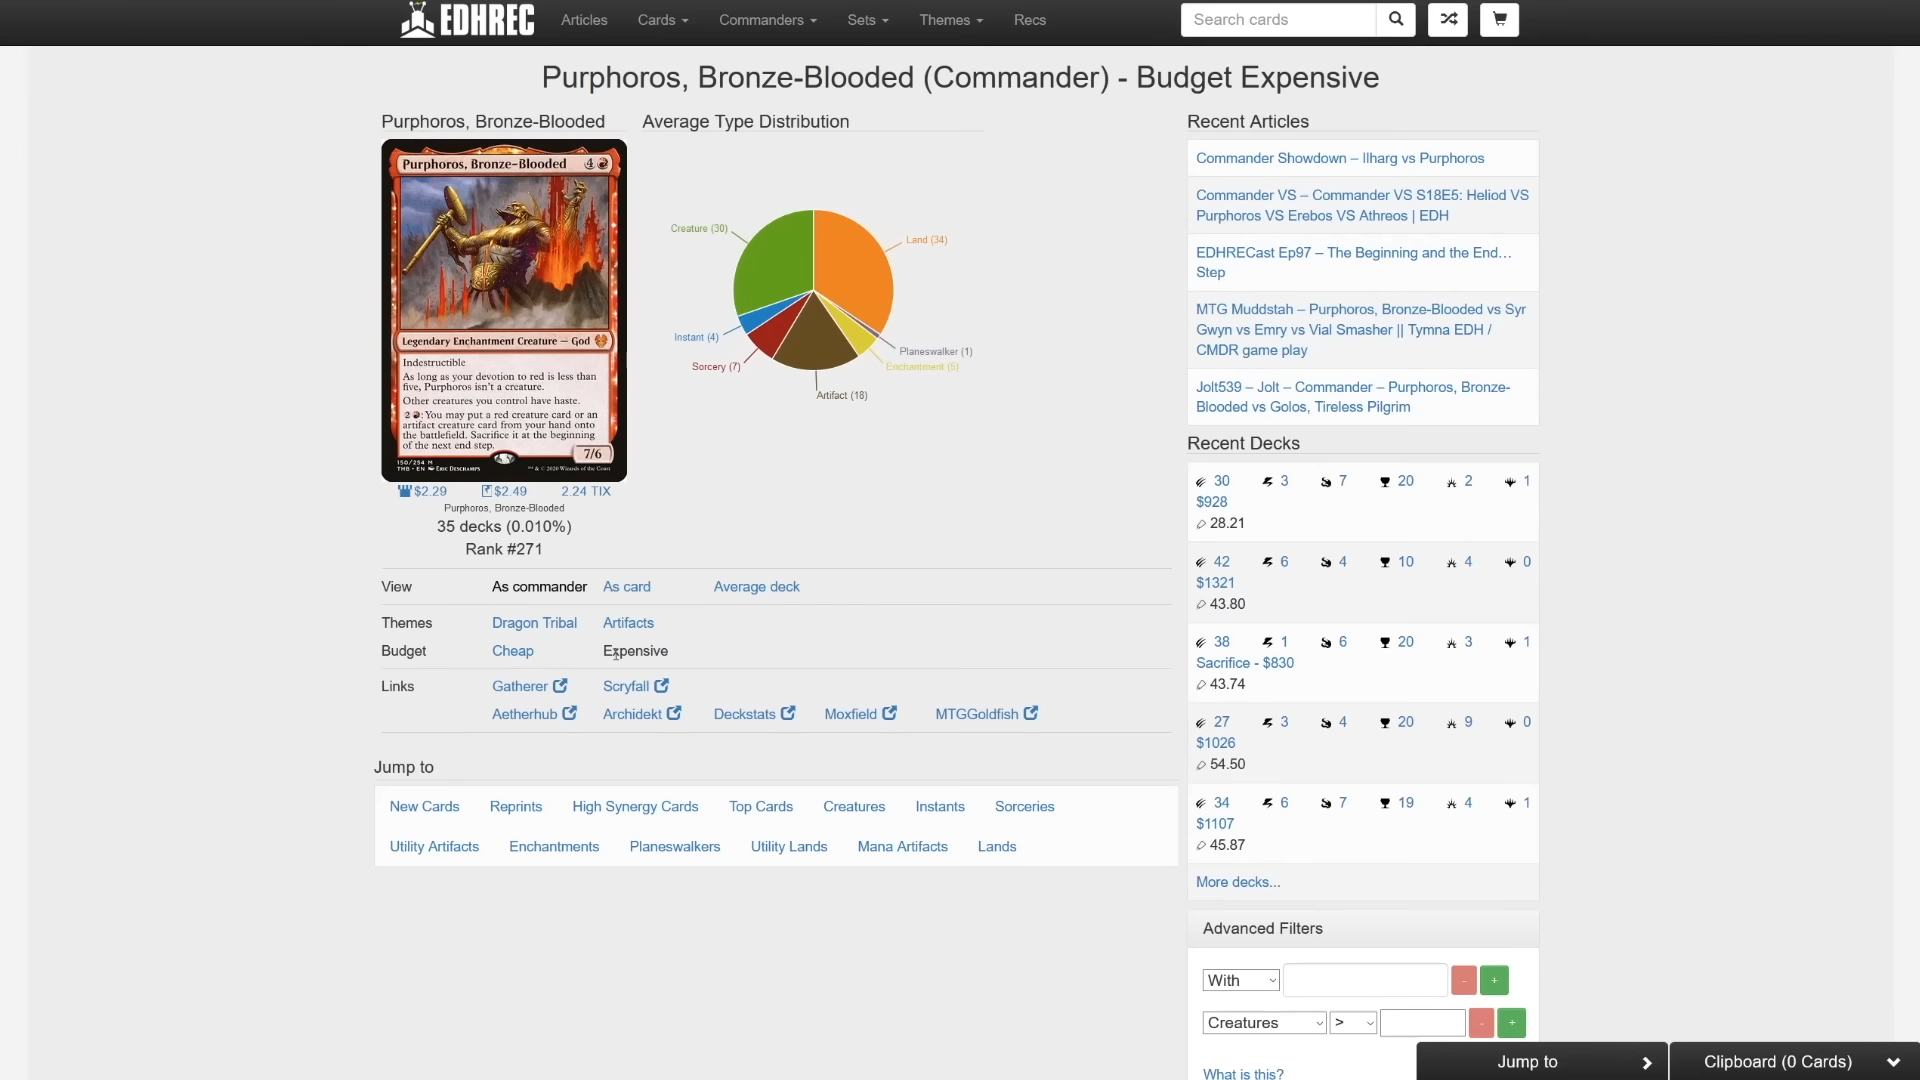 EDHREC
Articles
Cards
Commanders
Sets
Themes
Recs
Search cards
Purphoros, Bronze-Blooded (Commander) - Budget Expensive
Purphoros, Bronze-Blooded
Purphoros, Bronze-Blooded 4
Legendary Enchantment Creature — God
Indestructible
As long as your devotion to red is less than
five, Purphoros isn't a creature.
Other creatures you control have haste.
2 : You may put a red creature card or an
artifact creature card from your hand onto
the battlefield. Sacrifice it at the beginning
of the next end step.
7/6
150/254 M
THB • EN Eric Deschamps
™ & © 2020 Wizards of the Coast
$2.29
$2.49
2.24 TIX
Purphoros, Bronze-Blooded
35 decks (0.010%)
Rank #271
Average Type Distribution
Creature (30)
Land (34)
Instant (4)
Planeswalker (1)
Sorcery (7)
Enchantment (5)
Artifact (18)
View
As commander
As card
Average deck
Themes
Dragon Tribal
Artifacts
Budget
Cheap
Expensive
Links
Gatherer
Scryfall
Aetherhub
Archidekt
Deckstats
Moxfield
MTGGoldfish
Jump to
New Cards
Reprints
High Synergy Cards
Top Cards
Creatures
Instants
Sorceries
Utility Artifacts
Enchantments
Planeswalkers
Utility Lands
Mana Artifacts
Lands
Recent Articles
Commander Showdown – Ilharg vs Purphoros
Commander VS – Commander VS S18E5: Heliod VS
Purphoros VS Erebos VS Athreos | EDH
EDHRECast Ep97 – The Beginning and the End…
Step
MTG Muddstah – Purphoros, Bronze-Blooded vs Syr
Gwyn vs Emry vs Vial Smasher || Tymna EDH /
CMDR game play
Jolt539 – Jolt – Commander – Purphoros, Bronze-
Blooded vs Golos, Tireless Pilgrim
Recent Decks
30 3 7 20 2 1
$928
28.21
42 6 4 10 4 0
$1321
43.80
38 1 6 20 3 1
Sacrifice - $830
43.74
27 3 4 20 9 0
$1026
54.50
34 6 7 19 4 1
$1107
45.87
More decks...
Advanced Filters
With
- +
Creatures
>
- +
What is this?
Jump to
Clipboard (0 Cards)